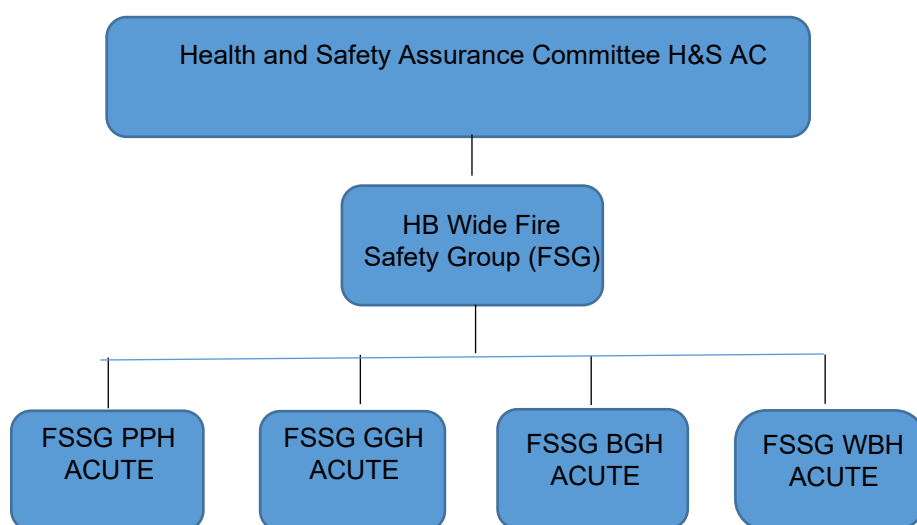 Health and Safety Assurance Committee H&S AC
HB Wide Fire
Safety Group (FSG)
FSSG PPH
ACUTE
FSSG GGH
ACUTE
FSSG BGH
ACUTE
FSSG WBH
ACUTE